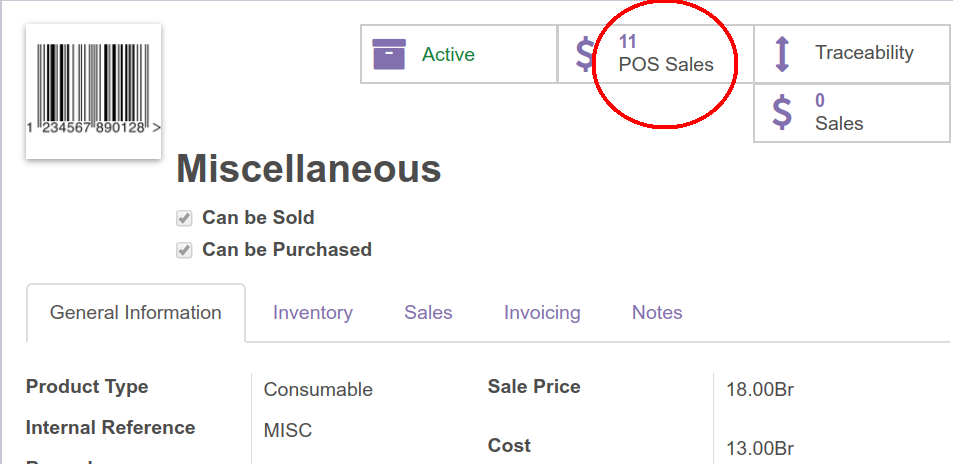 Active
$ 11
POS Sales
Traceability
$ 0
Sales
1 234567 890128 >
Miscellaneous
Can be Sold
Can be Purchased
General Information Inventory Sales Invoicing Notes
Product Type Consumable Sale Price 18.00Br
Internal Reference MISC
Cost 13.00Br